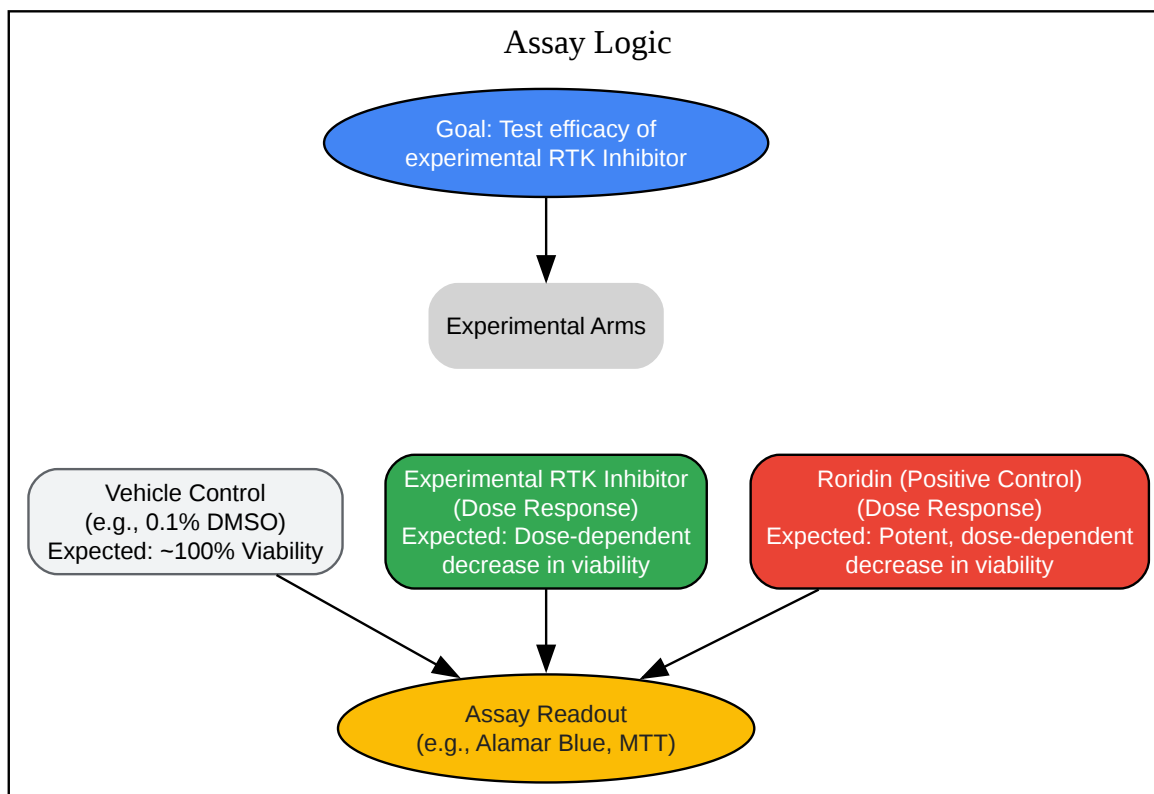 Assay Logic
Goal: Test efficacy of
experimental RTK Inhibitor
Experimental Arms
Vehicle Control
(e.g., 0.1% DMSO)
Expected: ~100% Viability
Experimental RTK Inhibitor
(Dose Response)
Expected: Dose-dependent
decrease in viability
Roridin (Positive Control)
(Dose Response)
Expected: Potent, dose-dependent
decrease in viability
Assay Readout
(e.g., Alamar Blue, MTT)